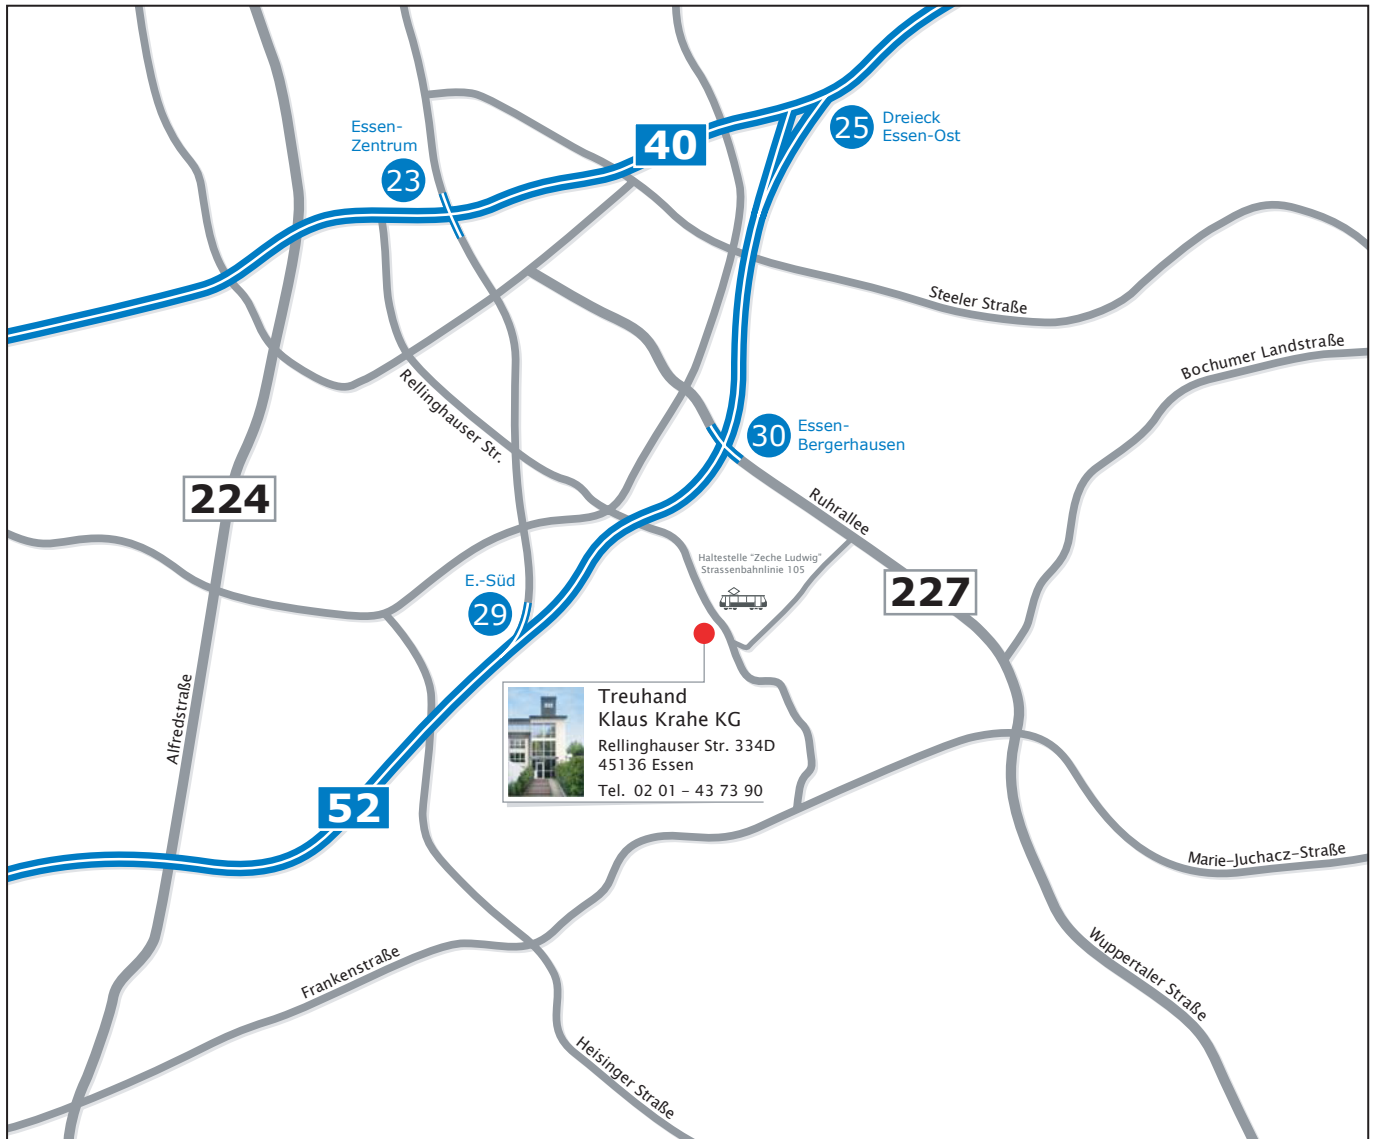 Essen-
Zentrum
23
40
25
Dreieck
Essen-Ost
Steeler Straße
Bochumer Landstraße
Rellinghauser Str.
30
Essen-
Bergerhausen
224
Ruhrallee
Haltestelle "Zeche Ludwig"
Strassenbahnlinie 105
E.-Süd
29
227
Alfredstraße
Treuhand
Klaus Krahe KG
Rellinghauser Str. 334D
45136 Essen
Tel. 02 01 – 43 73 90
52
Marie-Juchacz-Straße
Frankenstraße
Wuppertaler Straße
Heisinger Straße